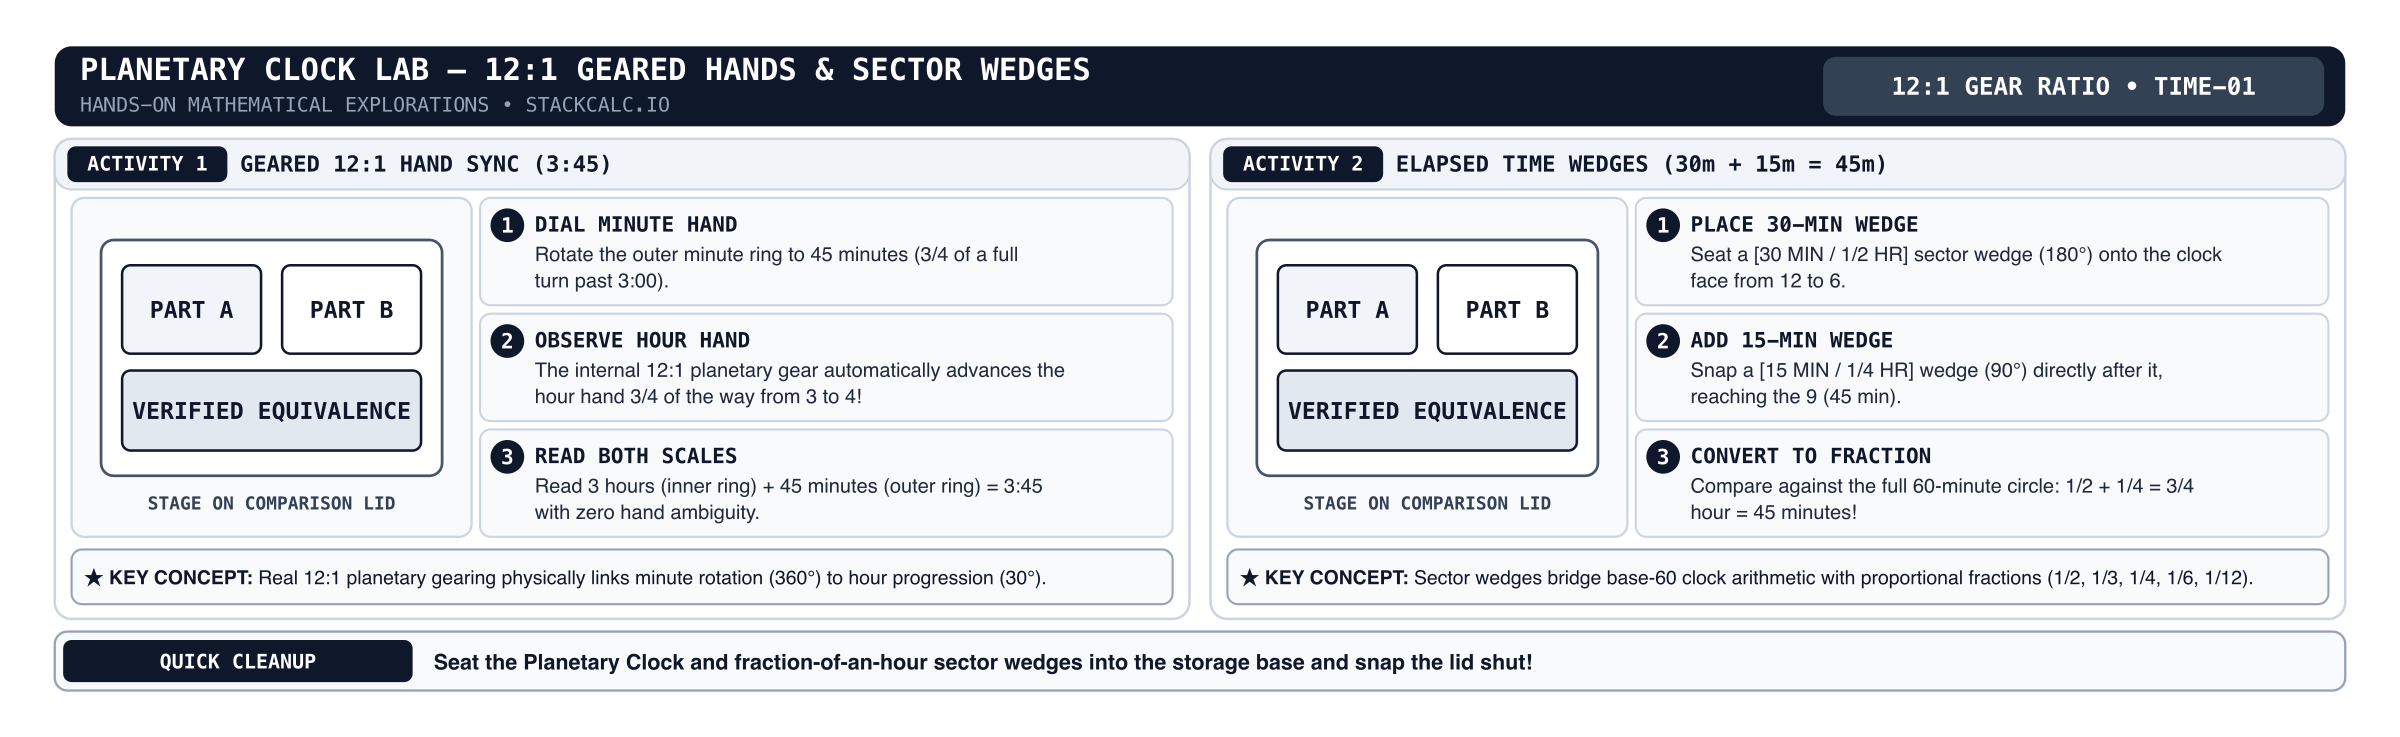 PLANETARY CLOCK LAB — 12:1 GEARED HANDS & SECTOR WEDGES
HANDS-ON MATHEMATICAL EXPLORATIONS • STACKCALC.IO
12:1 GEAR RATIO • TIME-01
ACTIVITY 1 GEARED 12:1 HAND SYNC (3:45)
PART A
PART B
VERIFIED EQUIVALENCE
STAGE ON COMPARISON LID
1 DIAL MINUTE HAND
Rotate the outer minute ring to 45 minutes (3/4 of a full
turn past 3:00).
2 OBSERVE HOUR HAND
The internal 12:1 planetary gear automatically advances the
hour hand 3/4 of the way from 3 to 4!
3 READ BOTH SCALES
Read 3 hours (inner ring) + 45 minutes (outer ring) = 3:45
with zero hand ambiguity.
★ KEY CONCEPT: Real 12:1 planetary gearing physically links minute rotation (360°) to hour progression (30°).
ACTIVITY 2 ELAPSED TIME WEDGES (30m + 15m = 45m)
PART A
PART B
VERIFIED EQUIVALENCE
STAGE ON COMPARISON LID
1 PLACE 30-MIN WEDGE
Seat a [30 MIN / 1/2 HR] sector wedge (180°) onto the clock
face from 12 to 6.
2 ADD 15-MIN WEDGE
Snap a [15 MIN / 1/4 HR] wedge (90°) directly after it,
reaching the 9 (45 min).
3 CONVERT TO FRACTION
Compare against the full 60-minute circle: 1/2 + 1/4 = 3/4
hour = 45 minutes!
★ KEY CONCEPT: Sector wedges bridge base-60 clock arithmetic with proportional fractions (1/2, 1/3, 1/4, 1/6, 1/12).
QUICK CLEANUP Seat the Planetary Clock and fraction-of-an-hour sector wedges into the storage base and snap the lid shut!